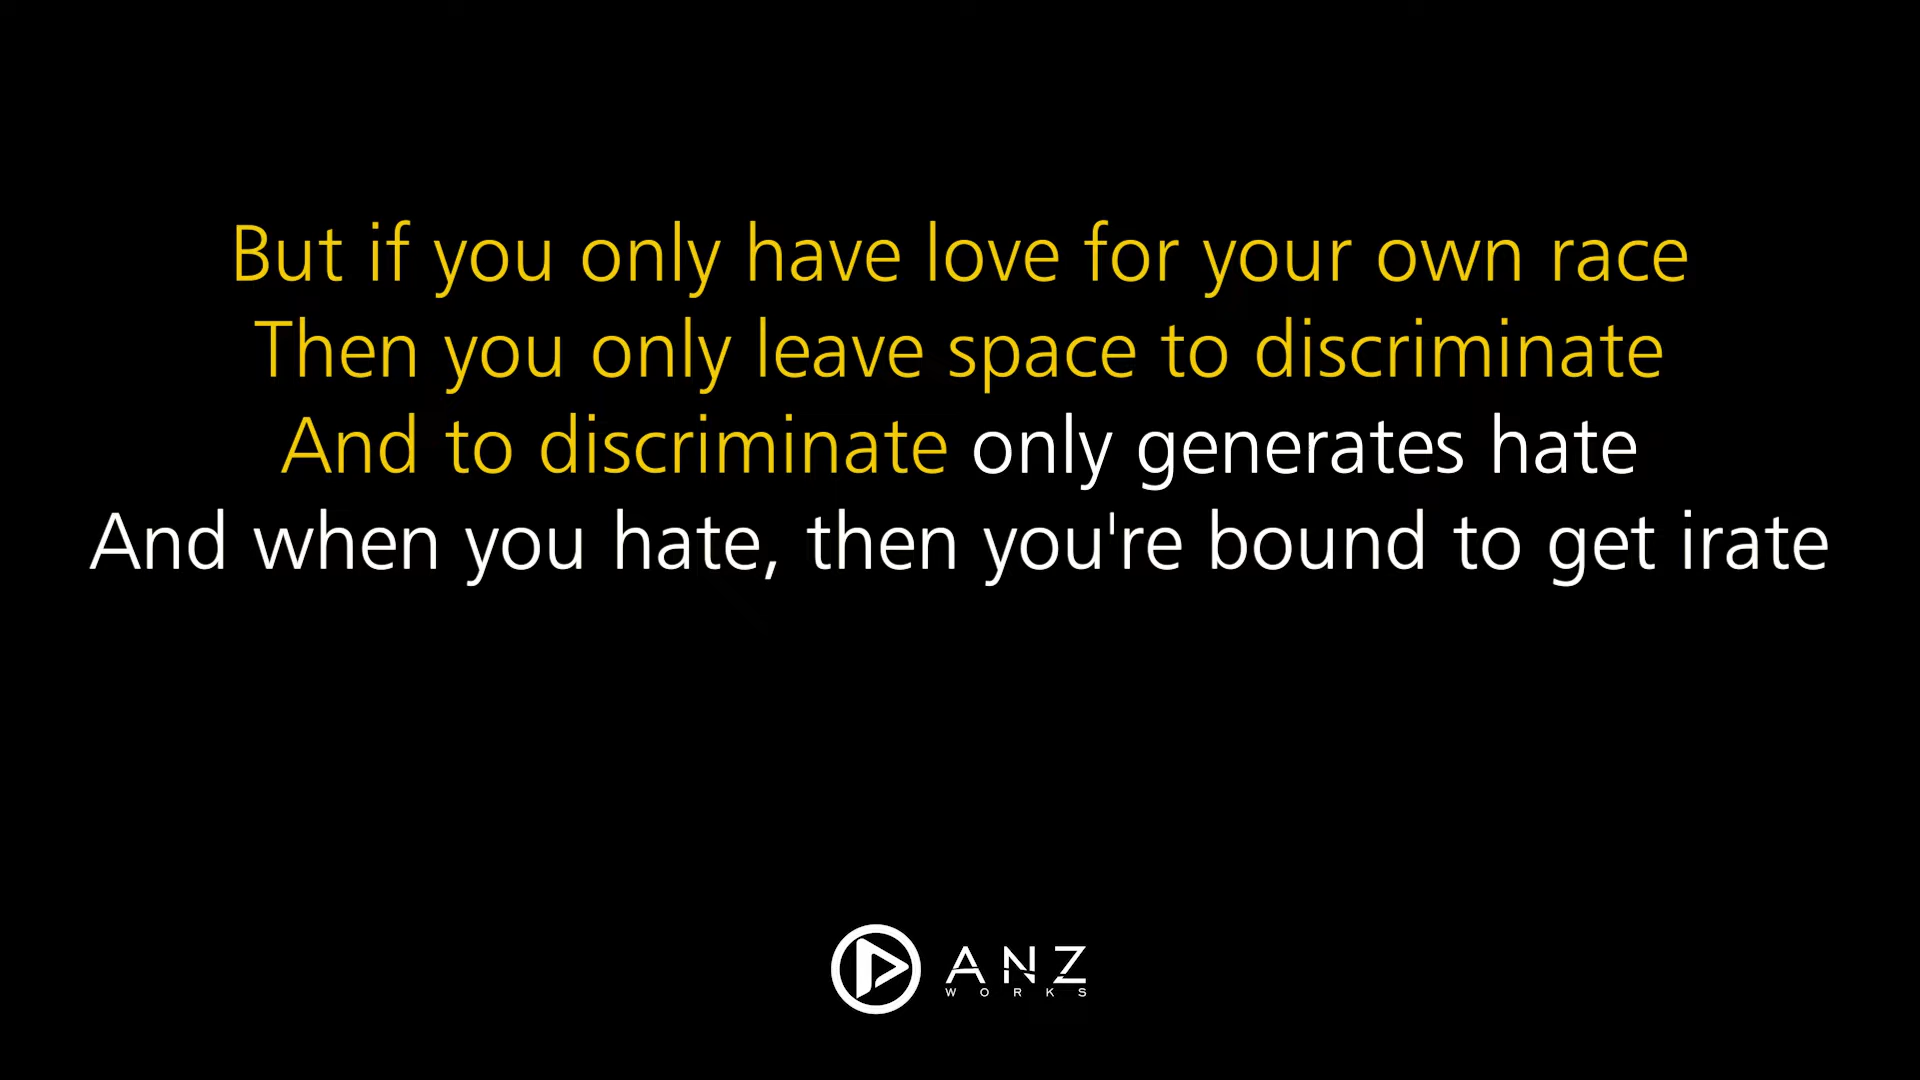 But if you only have love for your own race
Then you only leave space to discriminate
And to discriminate only generates hate
And when you hate, then you're bound to get irate
ANZ
WORKS